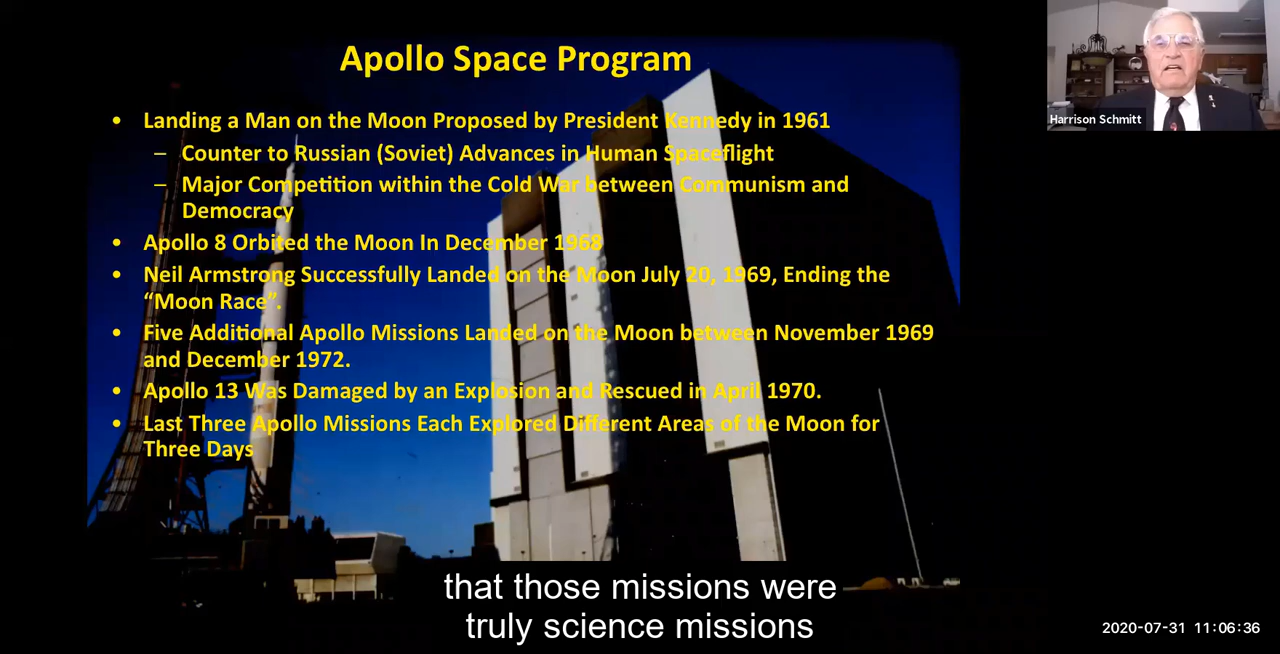 Apollo Space Program
• Landing a Man on the Moon Proposed by President Kennedy in 1961
– Counter to Russian (Soviet) Advances in Human Spaceflight
– Major Competition within the Cold War between Communism and
Democracy
• Apollo 8 Orbited the Moon In December 1968
• Neil Armstrong Successfully Landed on the Moon July 20, 1969, Ending the
“Moon Race”.
• Five Additional Apollo Missions Landed on the Moon between November 1969
and December 1972.
• Apollo 13 Was Damaged by an Explosion and Rescued in April 1970.
• Last Three Apollo Missions Each Explored Different Areas of the Moon for
Three Days
Harrison Schmitt
that those missions were
truly science missions
2020-07-31 11:06:36